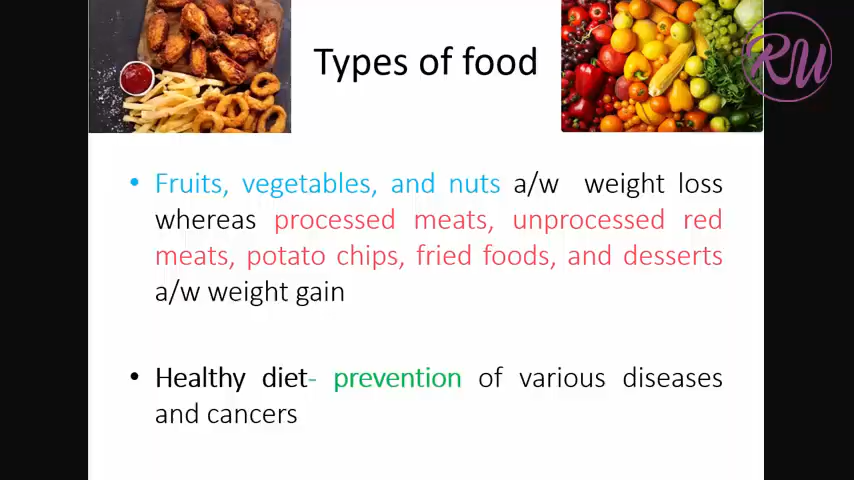 RU
Types of food
• Fruits, vegetables, and nuts a/w weight loss
whereas processed meats, unprocessed red
meats, potato chips, fried foods, and desserts
a/w weight gain
• Healthy diet- prevention of various diseases
and cancers